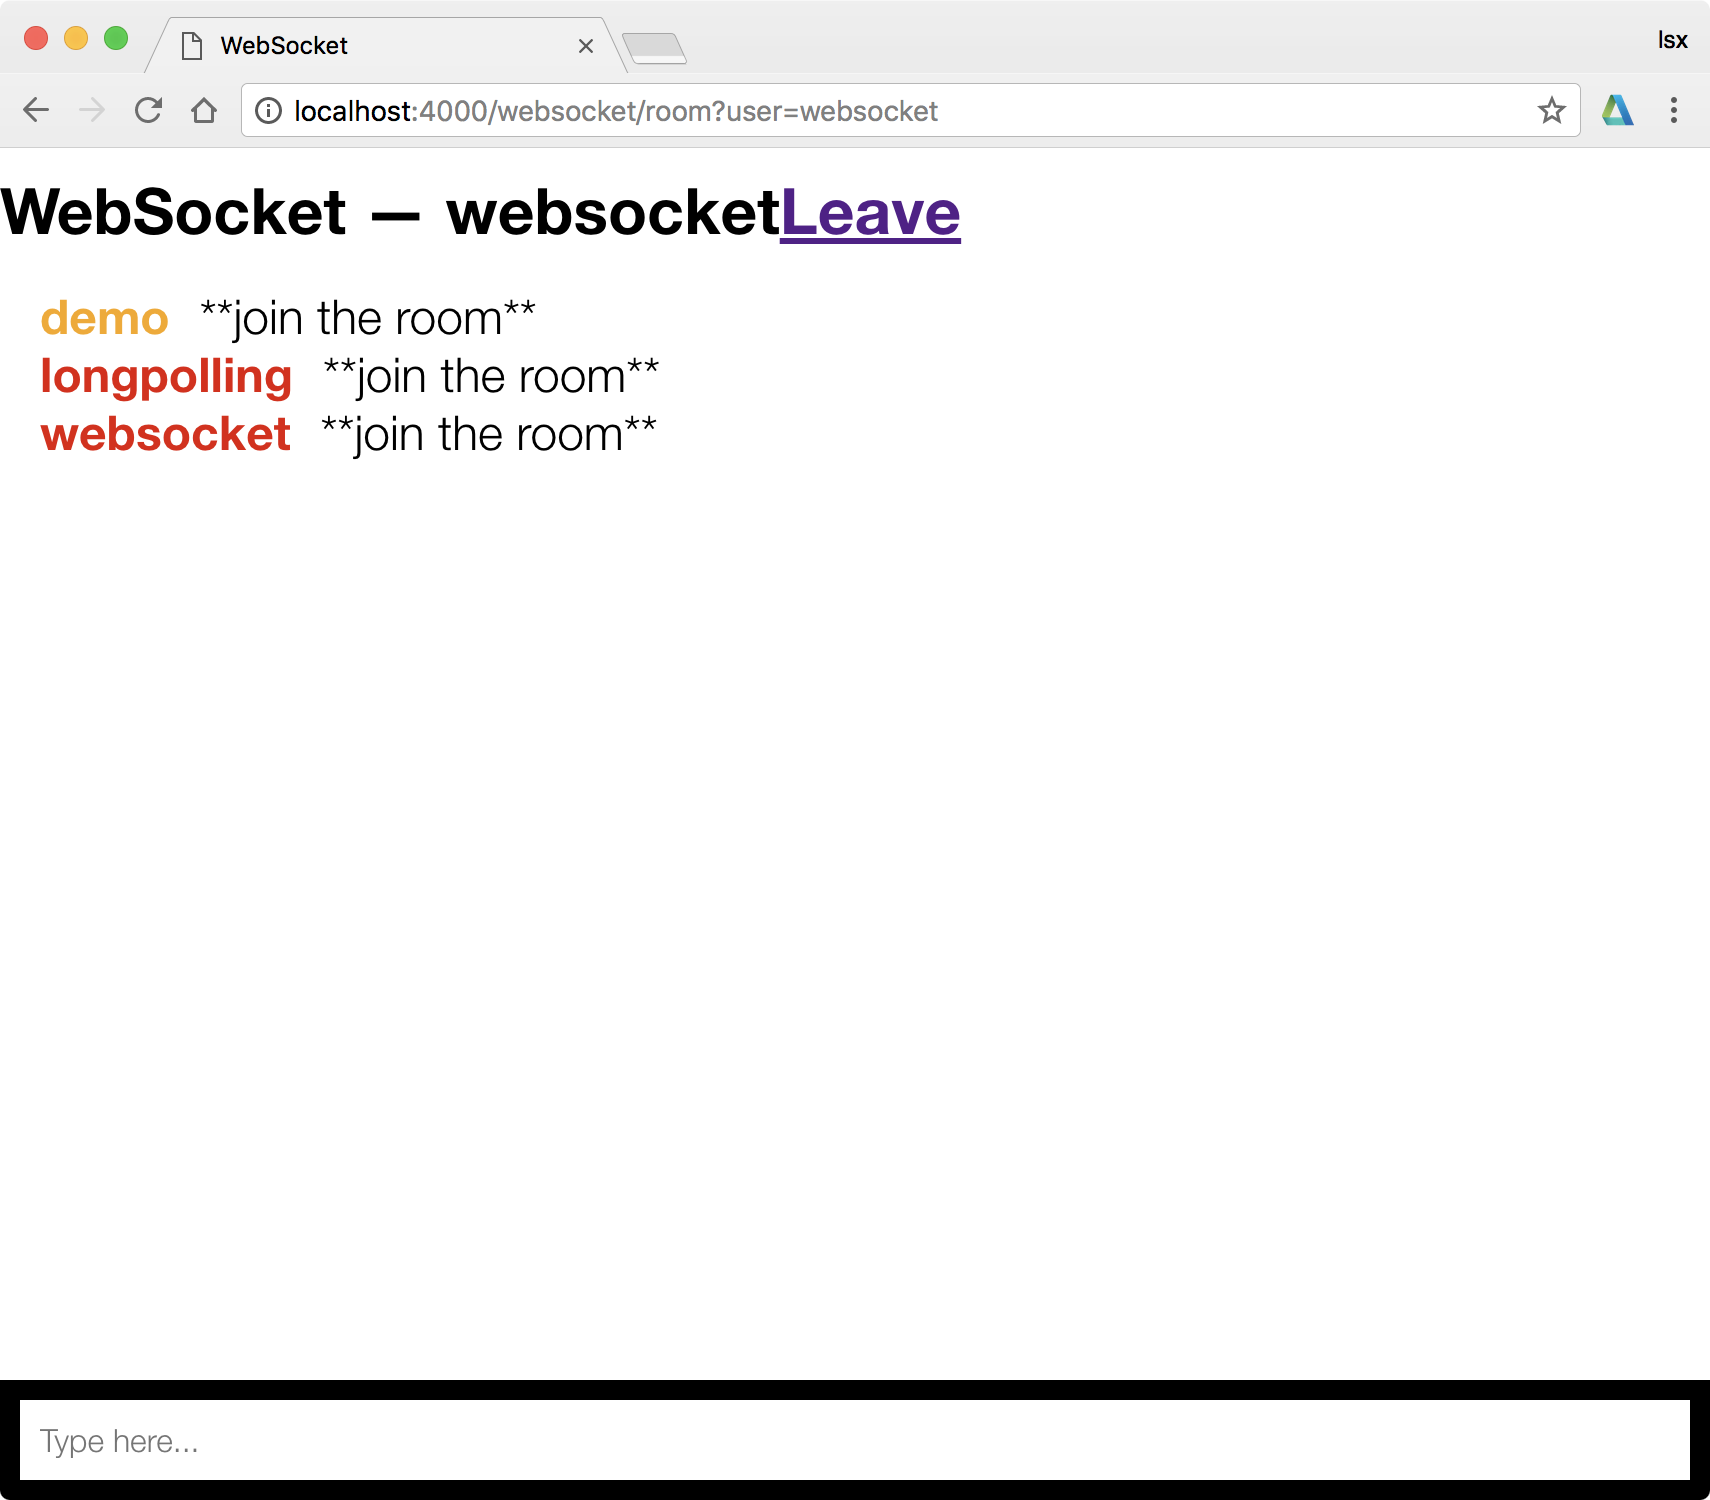 WebSocket
lsx
localhost:4000/websocket/room?user=websocket
WebSocket — websocketLeave
demo **join the room**
longpolling **join the room**
websocket **join the room**
Type here...